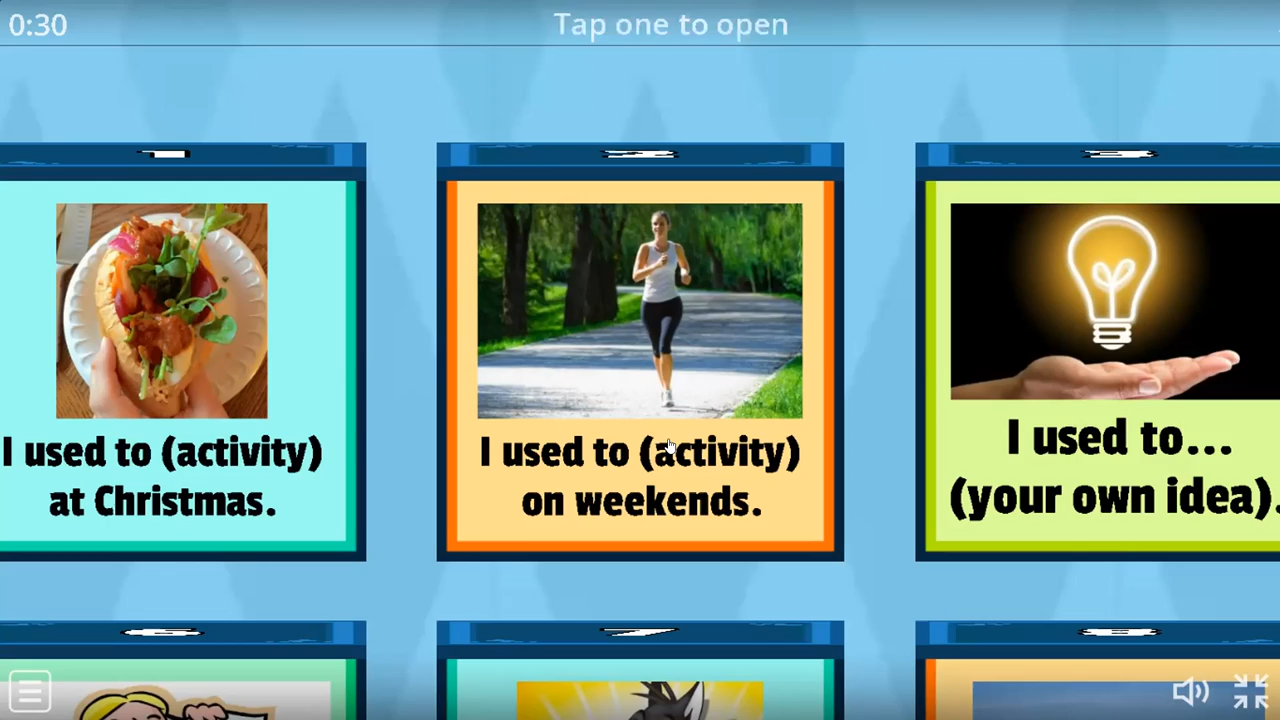 0:30
Tap one to open
I used to (activity)
at Christmas.
I used to (activity)
on weekends.
I used to...
(your own idea).